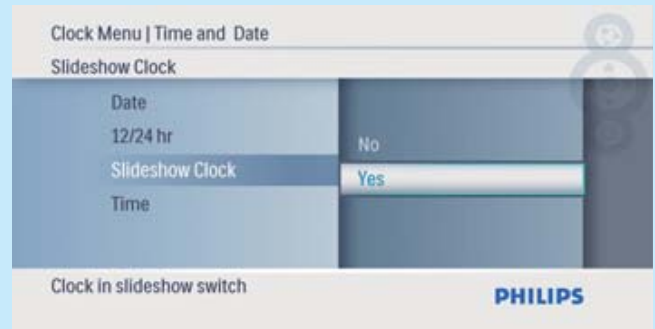 Clock Menu | Time and Date
Slideshow Clock
Date
12/24 hr
Slideshow Clock
Time
No
Yes
Clock in slideshow switch
PHILIPS